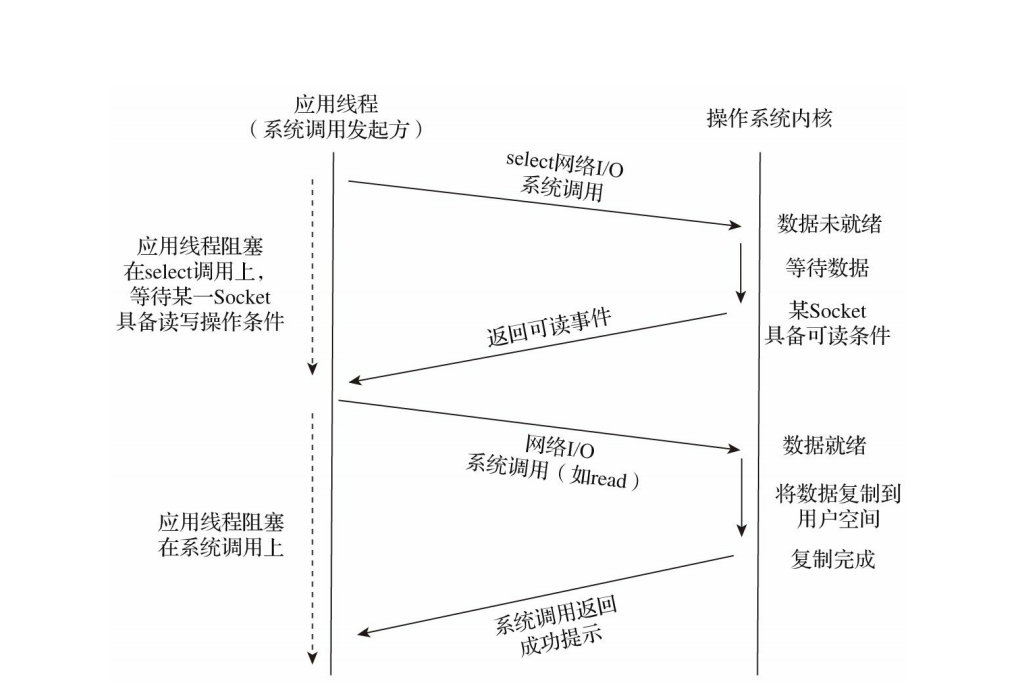 应用线程
（系统调用发起方）
操作系统内核
select网络I/O
系统调用
数据未就绪
应用线程阻塞
在select调用上，
等待某一Socket
具备读写操作条件
等待数据
某Socket
具备可读条件
返回可读事件
网络I/O
系统调用（如read）
数据就绪
将数据复制到
用户空间
应用线程阻塞
在系统调用上
复制完成
系统调用返回
成功提示